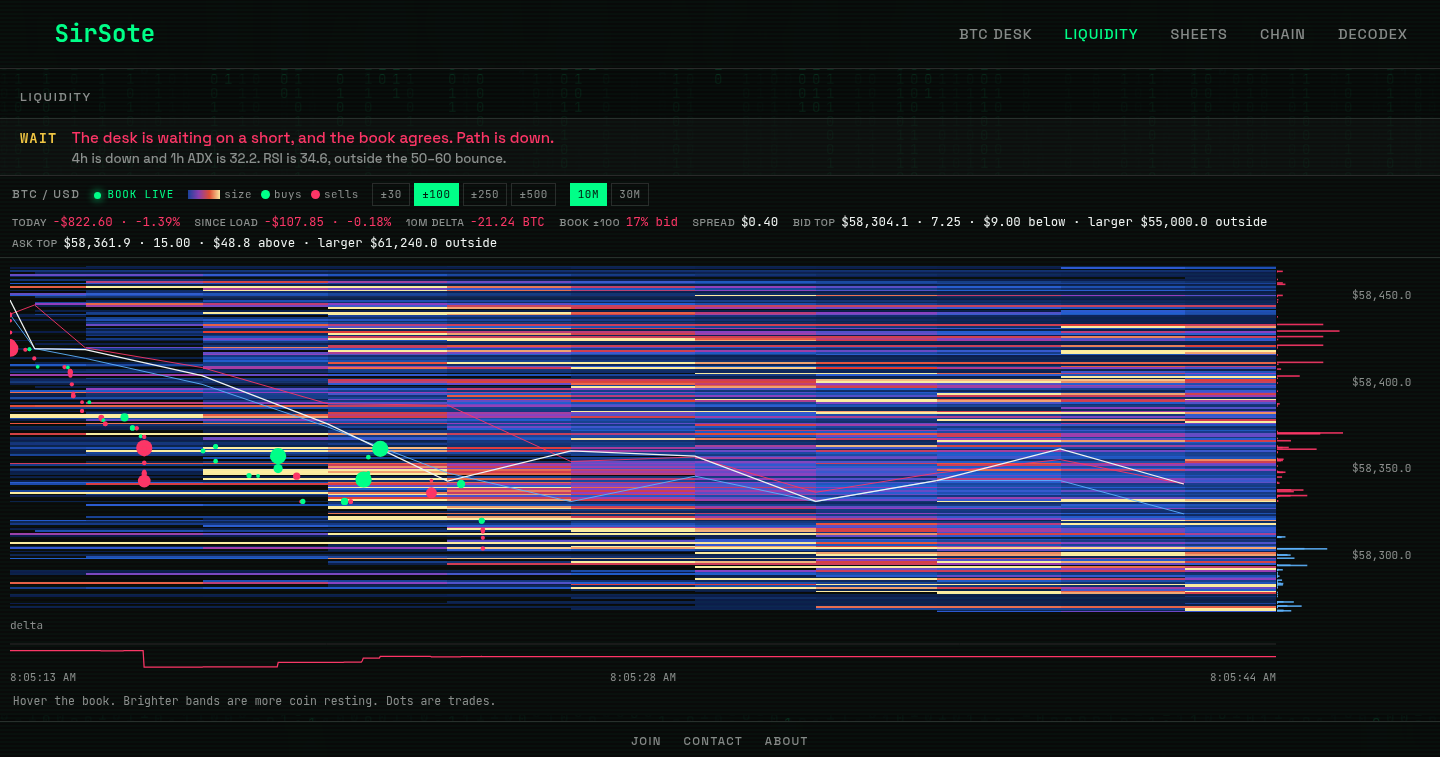 SirSote
BTC DESK LIQUIDITY SHEETS CHAIN DECODEX
LIQUIDITY
WAIT The desk is waiting on a short, and the book agrees. Path is down.
4h is down and 1h ADX is 32.2. RSI is 34.6, outside the 50–60 bounce.
BTC / USD BOOK LIVE size buys sells ±30 ±100 ±250 ±500 10M 30M
TODAY -$822.60 · -1.39% SINCE LOAD -$107.85 · -0.18% 10M DELTA -21.24 BTC BOOK ±100 17% bid SPREAD $0.40 BID TOP $58,304.1 · 7.25 · $9.00 below · larger $55,000.0 outside
ASK TOP $58,361.9 · 15.00 · $48.8 above · larger $61,240.0 outside
$58,450.0
$58,400.0
$58,350.0
$58,300.0
delta
8:05:13 AM 8:05:28 AM 8:05:44 AM
Hover the book. Brighter bands are more coin resting. Dots are trades.
JOIN CONTACT ABOUT